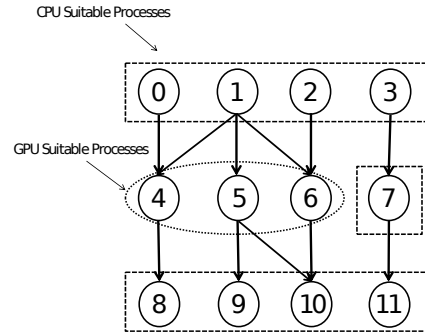 CPU Suitable Processes
0 1 2 3
GPU Suitable Processes
4 5 6 7
8 9 10 11